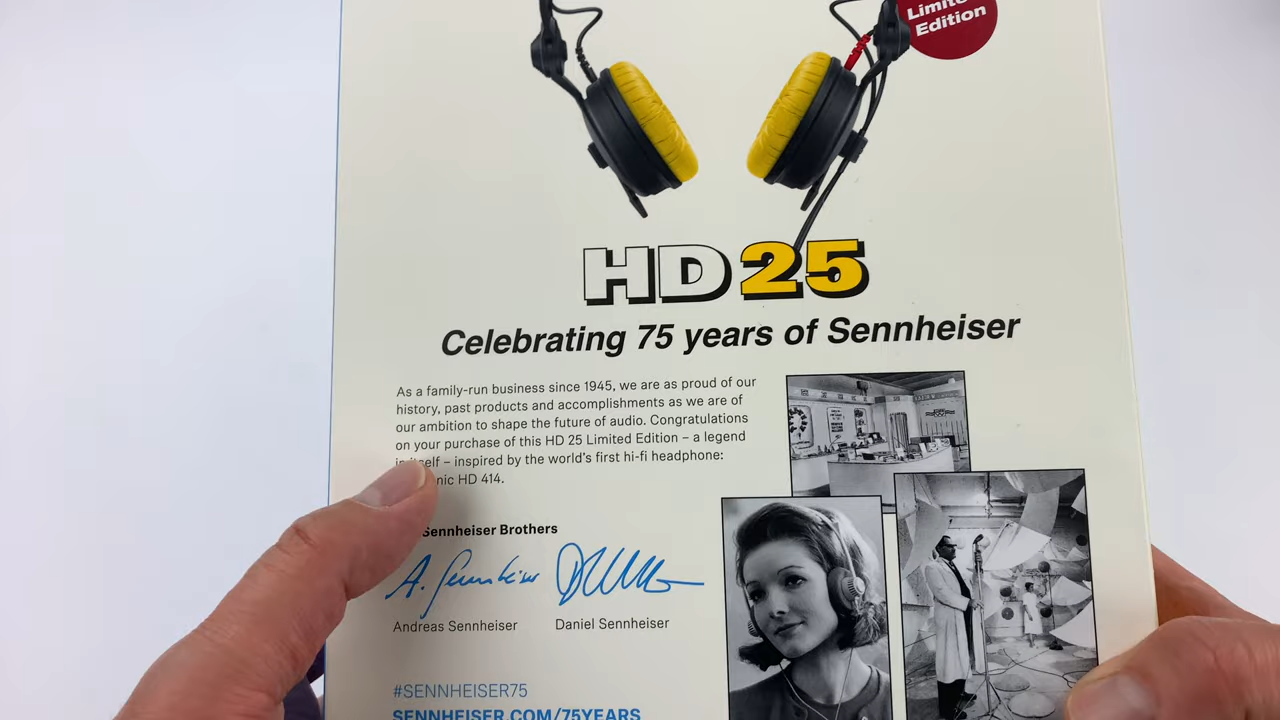 Limited
Edition
HD 25
Celebrating 75 years of Sennheiser
As a family-run business since 1945, we are as proud of our
history, past products and accomplishments as we are of
our ambition to shape the future of audio. Congratulations
on your purchase of this HD 25 Limited Edition – a legend
in itself – inspired by the world's first hi-fi headphone:
HD 414.
Sennheiser Brothers
A. Sennheiser
Andreas Sennheiser
Daniel Sennheiser
#SENNHEISER75
SENNHEISER.COM/75YEARS